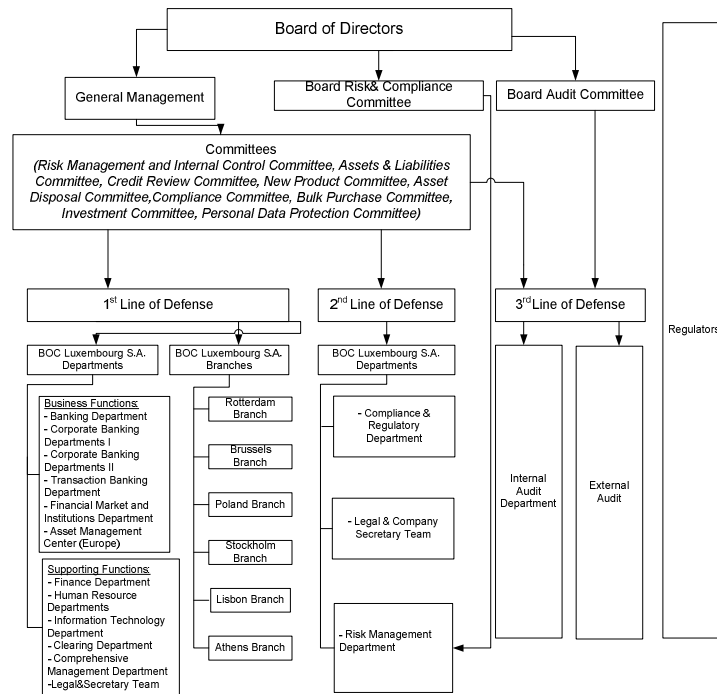 Board of Directors
General Management
Board Risk& Compliance
Committee
Board Audit Committee
Committees
(Risk Management and Internal Control Committee, Assets & Liabilities
Committee, Credit Review Committee, New Product Committee, Asset
Disposal Committee,Compliance Committee, Bulk Purchase Committee,
Investment Committee, Personal Data Protection Committee)
1st Line of Defense
2nd Line of Defense
3rd Line of Defense
Regulators
BOC Luxembourg S.A.
Departments
BOC Luxembourg S.A.
Branches
BOC Luxembourg S.A.
Departments
Business Functions:
- Banking Department
- Corporate Banking
Departments I
- Corporate Banking
Departments II
- Transaction Banking
Department
- Financial Market and
Institutions Department
- Asset Management
Center (Europe)
Supporting Functions:
- Finance Department
- Human Resource
Departments
- Information Technology
Department
- Clearing Department
- Comprehensive
Management Department
-Legal&Secretary Team
Rotterdam
Branch
Brussels
Branch
Poland Branch
Stockholm
Branch
Lisbon Branch
Athens Branch
- Compliance &
Regulatory
Department
- Legal & Company
Secretary Team
- Risk Management
Department
Internal
Audit
Department
External
Audit